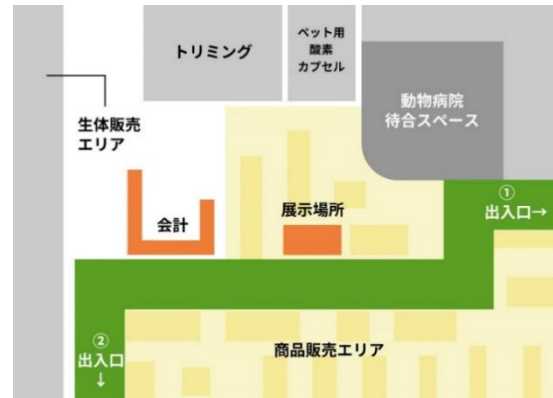 トリミング
ペット用
酸素
カプセル
動物病院
待合スペース
生体販売
エリア
①
出入口→
会計
展示場所
②
出入口
↓
商品販売エリア